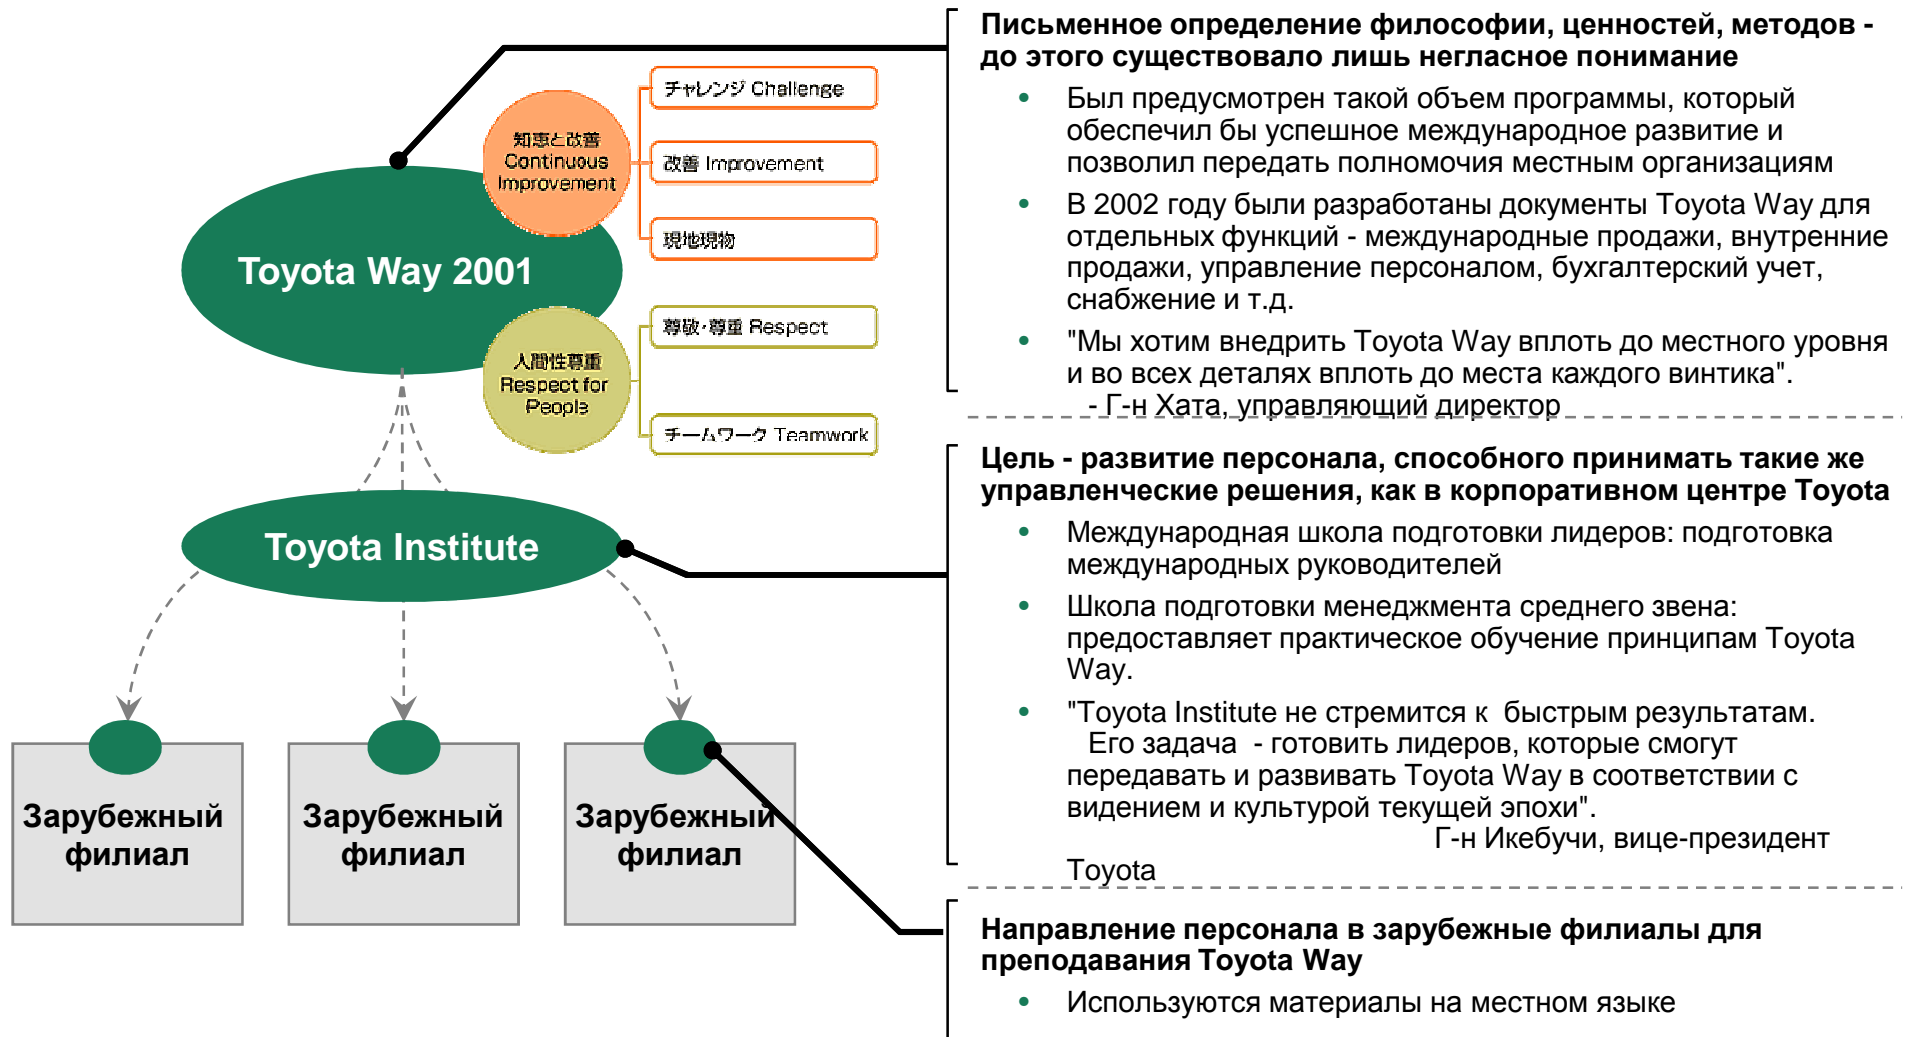 チャレンジ Challenge
知恵と改善
Continuous
Improvement
改善 Improvement
現地現物
Toyota Way 2001
尊敬・尊重 Respect
人間性尊重
Respect for
People
チームワーク Teamwork
Toyota Institute
Зарубежный
филиал
Зарубежный
филиал
Зарубежный
филиал
Письменное определение философии, ценностей, методов -
до этого существовало лишь негласное понимание
• Был предусмотрен такой объем программы, который
обеспечил бы успешное международное развитие и
позволил передать полномочия местным организациям
• В 2002 году были разработаны документы Toyota Way для
отдельных функций - международные продажи, внутренние
продажи, управление персоналом, бухгалтерский учет,
снабжение и т.д.
• "Мы хотим внедрить Toyota Way вплоть до местного уровня
и во всех деталях вплоть до места каждого винтика".
- Г-н Хата, управляющий директор
Цель - развитие персонала, способного принимать такие же
управленческие решения, как в корпоративном центре Toyota
• Международная школа подготовки лидеров: подготовка
международных руководителей
• Школа подготовки менеджмента среднего звена:
предоставляет практическое обучение принципам Toyota
Way.
• "Toyota Institute не стремится к быстрым результатам.
Его задача - готовить лидеров, которые смогут
передавать и развивать Toyota Way в соответствии с
видением и культурой текущей эпохи".
Г-н Икебучи, вице-президент
Toyota
Направление персонала в зарубежные филиалы для
преподавания Toyota Way
• Используются материалы на местном языке